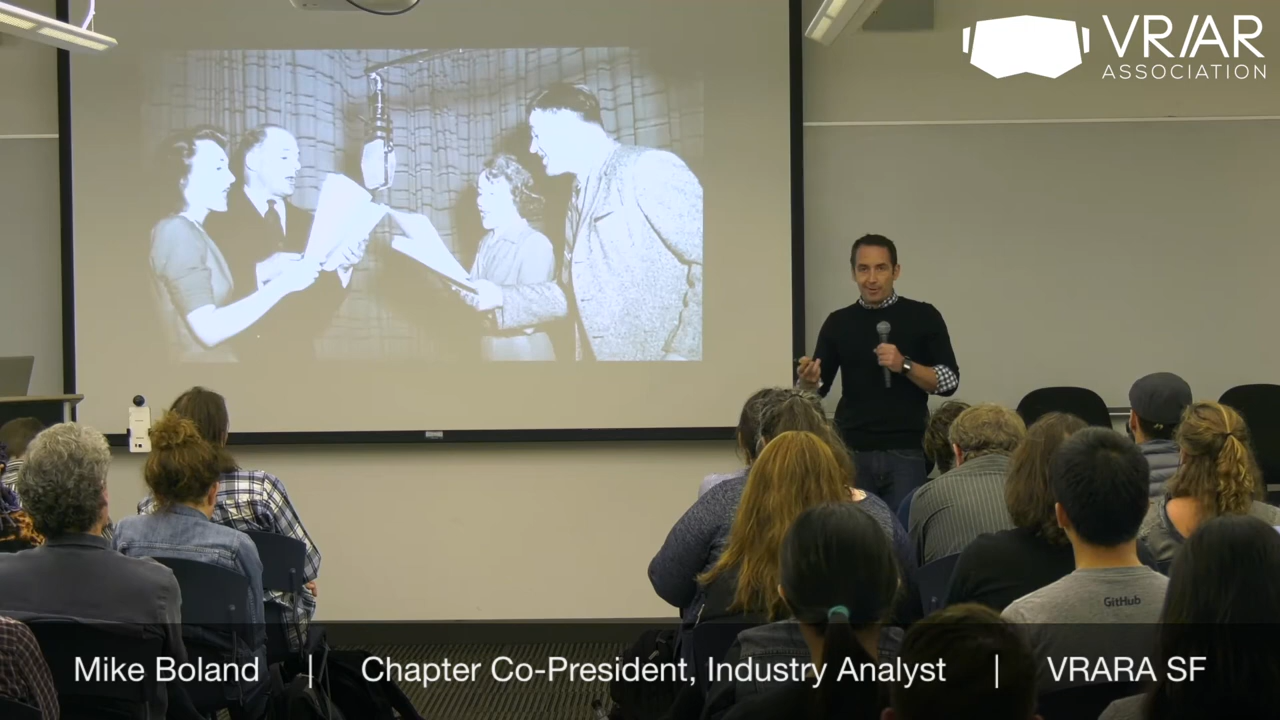 VR/AR
ASSOCIATION
GitHub
Mike Boland | Chapter Co-President, Industry Analyst | VRARA SF